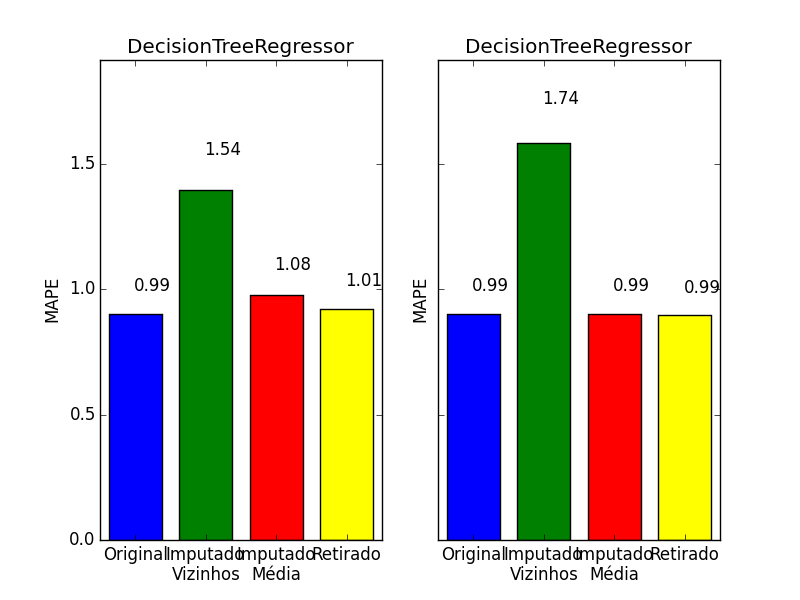 DecisionTreeRegressor
MAPE
1.5
1.0
0.5
0.0
0.99
1.54
1.08
1.01
Original
Imputado
Vizinhos
Imputado
Média
Retirado
DecisionTreeRegressor
MAPE
0.99
1.74
0.99
0.99
Original
Imputado
Vizinhos
Imputado
Média
Retirado